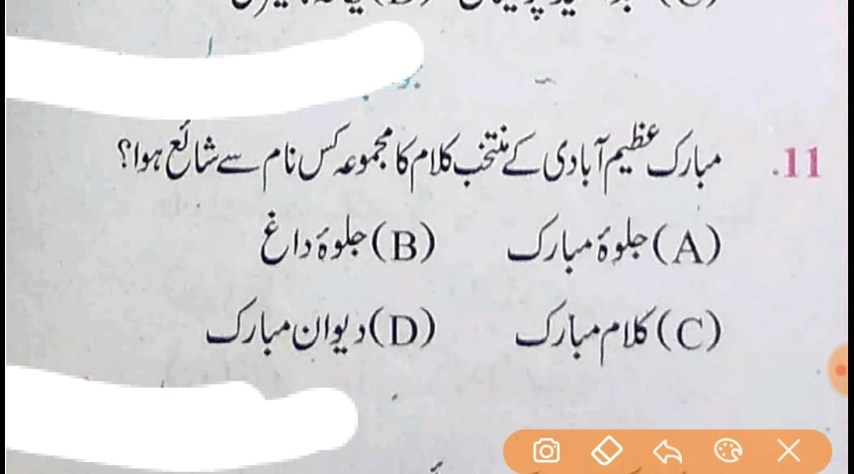 11. مبارک عظیم آبادی کے منتخب کلام کا مجموعہ کس نام سے شائع ہوا؟
(A) جلوۂ مبارک (B) جلوۂ داغ
(C) کلام مبارک (D) دیوان مبارک